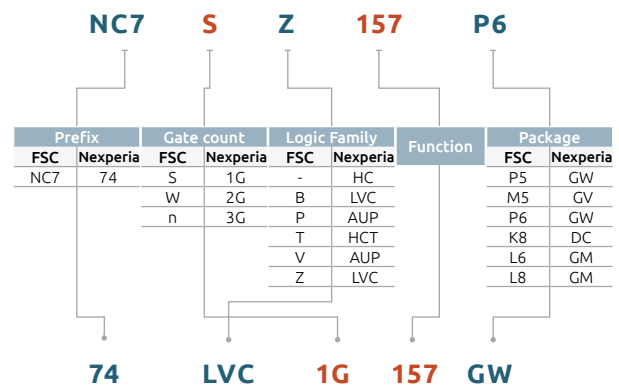 NC7 S Z 157 P6
Prefix Gate count Logic Family Function Package
FSC Nexperia FSC Nexperia FSC Nexperia FSC Nexperia
NC7 74 S 1G - HC P5 GW
W 2G B LVC M5 GV
n 3G P AUP P6 GW
T HCT K8 DC
V AUP L6 GM
Z LVC L8 GM
74 LVC 1G 157 GW